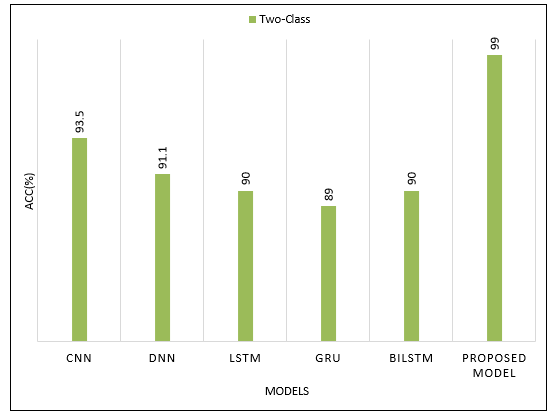 Two-Class
ACC(%)
93.5
91.1
90
89
90
99
CNN
DNN
LSTM
GRU
BILSTM
PROPOSED
MODEL
MODELS